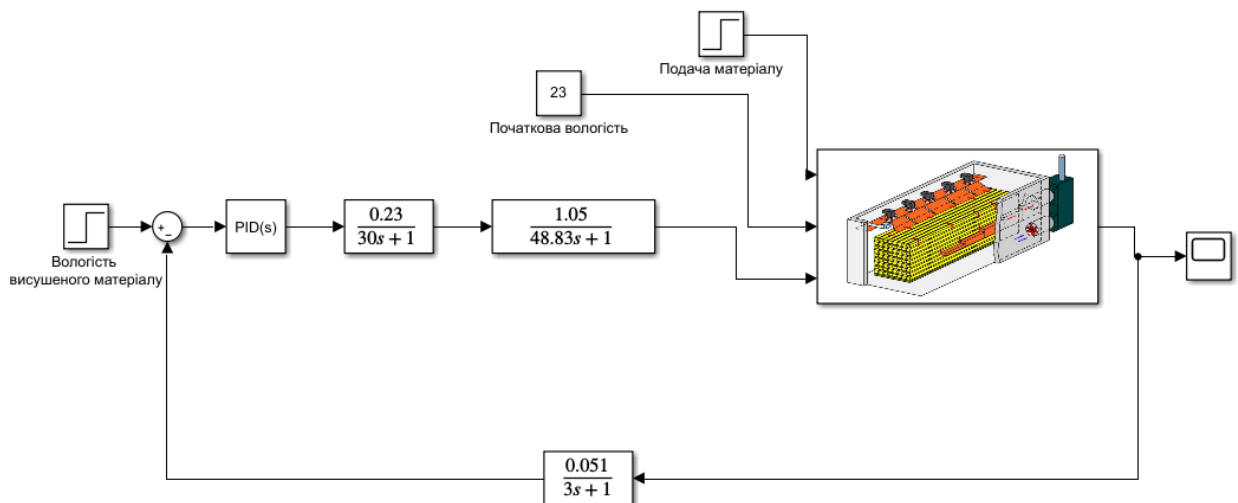 Подача матеріалу
23
Початкова вологість
+
−
PID(s)
0.23
30s + 1
1.05
48.83s + 1
Вологість
висушеного матеріалу
0.051
3s + 1